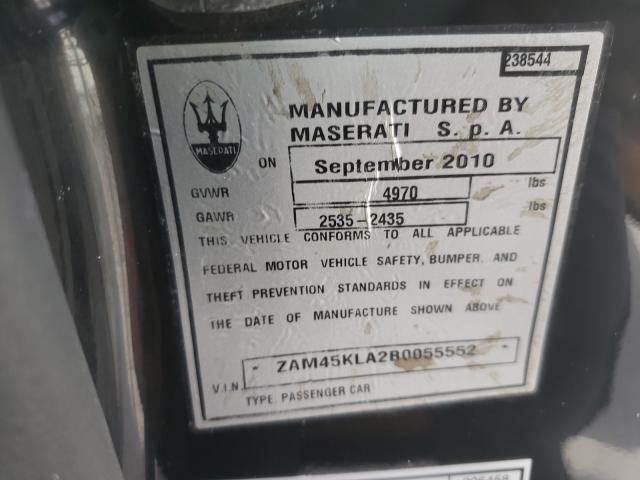 238544
MASERATI
MANUFACTURED BY
MASERATI S. p. A.
ON September 2010
GVWR 4970 lbs
GAWR 2535-2435 lbs
THIS VEHICLE CONFORMS TO ALL APPLICABLE
FEDERAL MOTOR VEHICLE SAFETY, BUMPER, AND
THEFT PREVENTION STANDARDS IN EFFECT ON
THE DATE OF MANUFACTURE SHOWN ABOVE
V.I.N. * ZAM45KLA2B0055552 *
TYPE: PASSENGER CAR